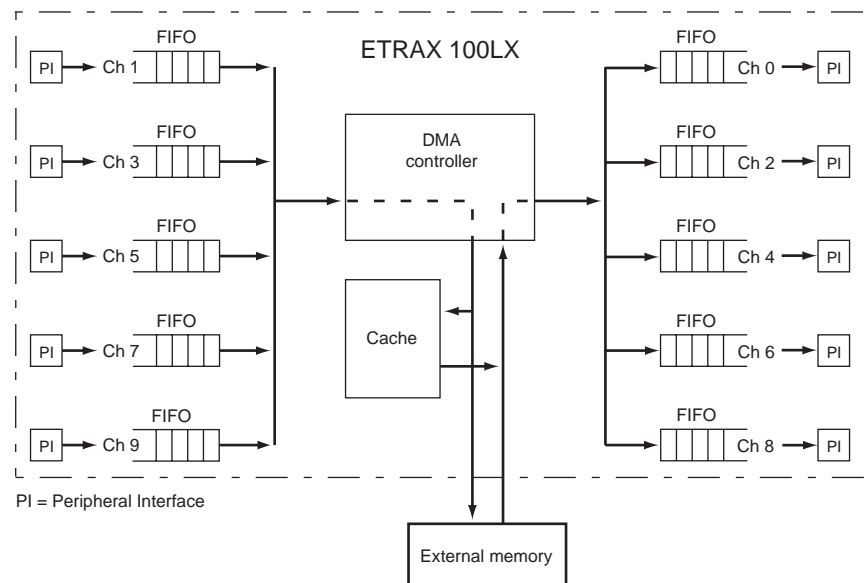 ETRAX 100LX
FIFO
PI
Ch 1
FIFO
PI
Ch 3
FIFO
PI
Ch 5
FIFO
PI
Ch 7
FIFO
PI
Ch 9
DMA
controller
Cache
FIFO
Ch 0
PI
FIFO
Ch 2
PI
FIFO
Ch 4
PI
FIFO
Ch 6
PI
FIFO
Ch 8
PI
PI = Peripheral Interface
External memory